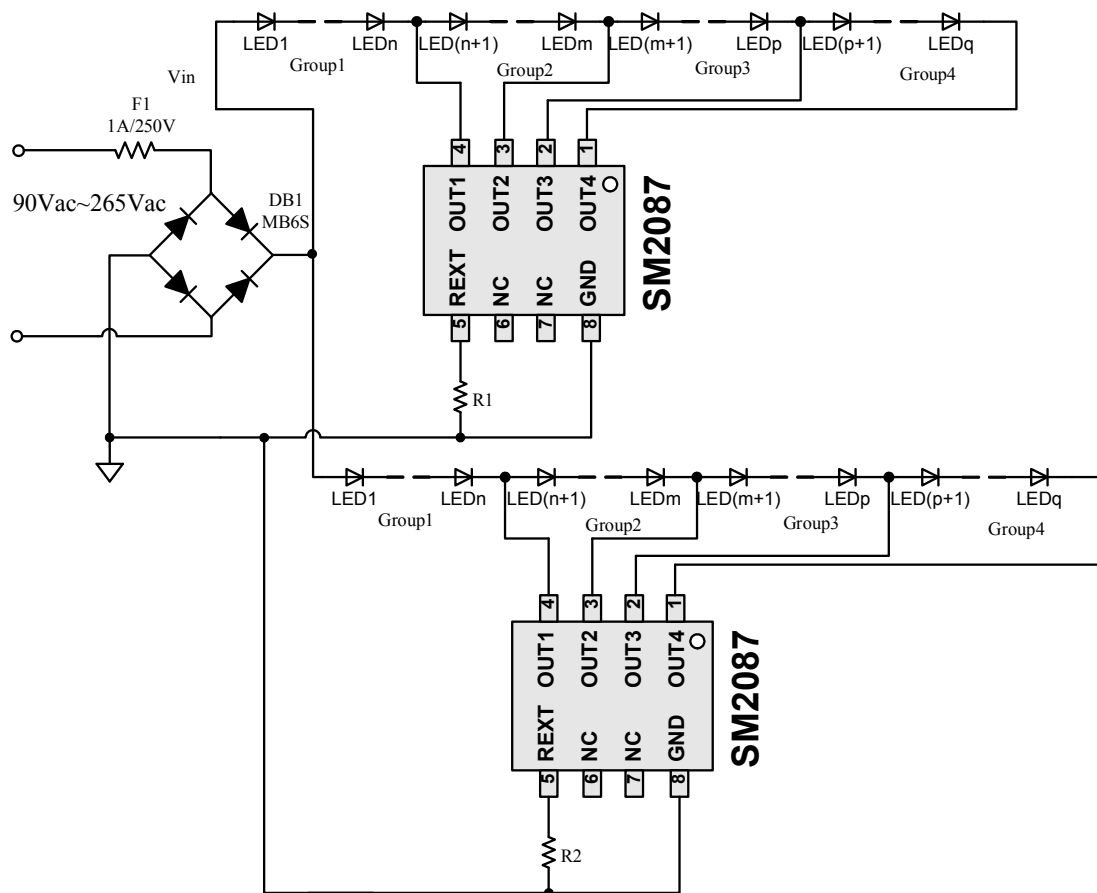 LED1 LEDn LED(n+1) LEDm LED(m+1) LEDp LED(p+1) LEDq
Group1 Group2 Group3 Group4
Vin
F1
1A/250V
90Vac~265Vac
DB1
MB6S
4 3 2 1
OUT1 OUT2 OUT3 OUT4
REXT NC NC GND
5 6 7 8
SM2087
R1
LED1 LEDn LED(n+1) LEDm LED(m+1) LEDp LED(p+1) LEDq
Group1 Group2 Group3 Group4
4 3 2 1
OUT1 OUT2 OUT3 OUT4
REXT NC NC GND
5 6 7 8
SM2087
R2